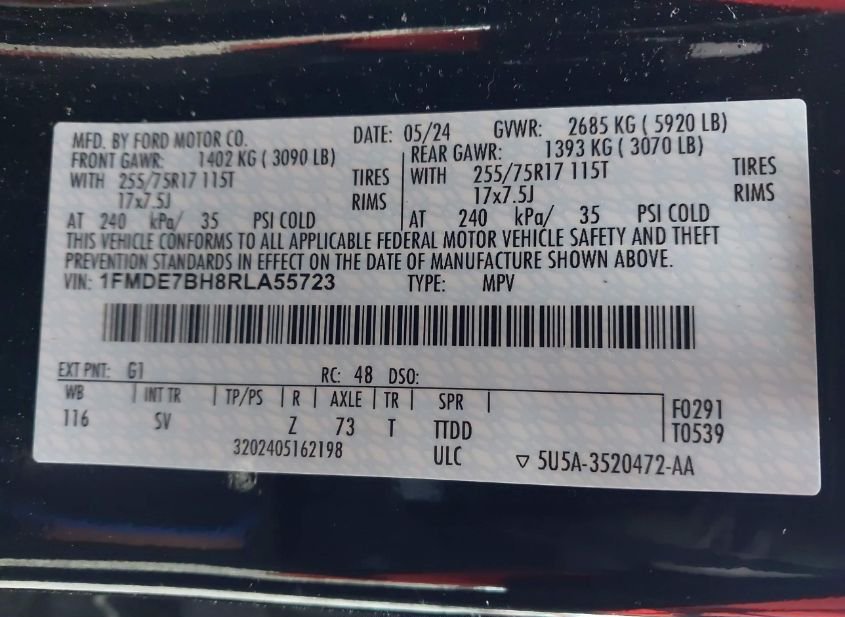 MFD. BY FORD MOTOR CO. DATE: 05/24 GVWR: 2685 KG ( 5920 LB)
FRONT GAWR: 1402 KG ( 3090 LB) REAR GAWR: 1393 KG ( 3070 LB)
WITH 255/75R17 115T TIRES WITH 255/75R17 115T TIRES
17x7.5J RIMS 17x7.5J RIMS
AT 240 kPa/ 35 PSI COLD AT 240 kPa/ 35 PSI COLD
THIS VEHICLE CONFORMS TO ALL APPLICABLE FEDERAL MOTOR VEHICLE SAFETY AND THEFT
PREVENTION STANDARDS IN EFFECT ON THE DATE OF MANUFACTURE SHOWN ABOVE.
VIN: 1FMDE7BH8RLA55723 TYPE: MPV
EXT PNT: G1 RC: 48 DSO:
WB | INT TR | TP/PS | R | AXLE | TR | SPR | F0291
116 SV Z 73 T TTDD T0539
3202405162198 ULC ▽ 5U5A-3520472-AA